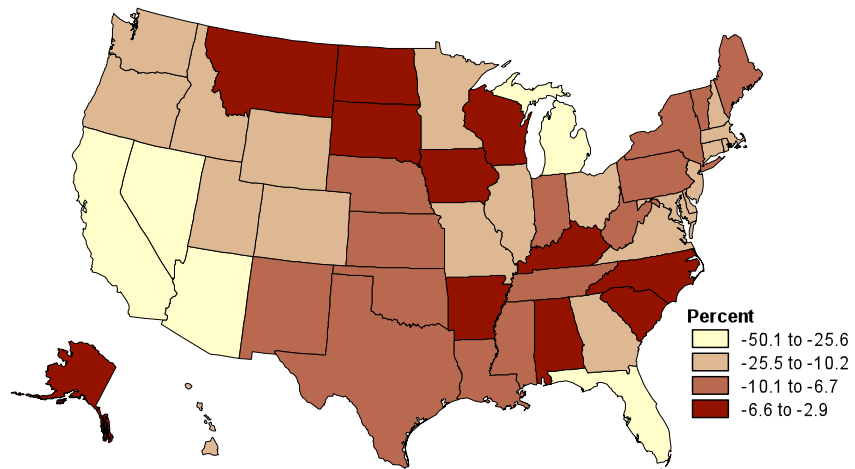 Percent
-50.1 to -25.6
-25.5 to -10.2
-10.1 to -6.7
-6.6 to -2.9